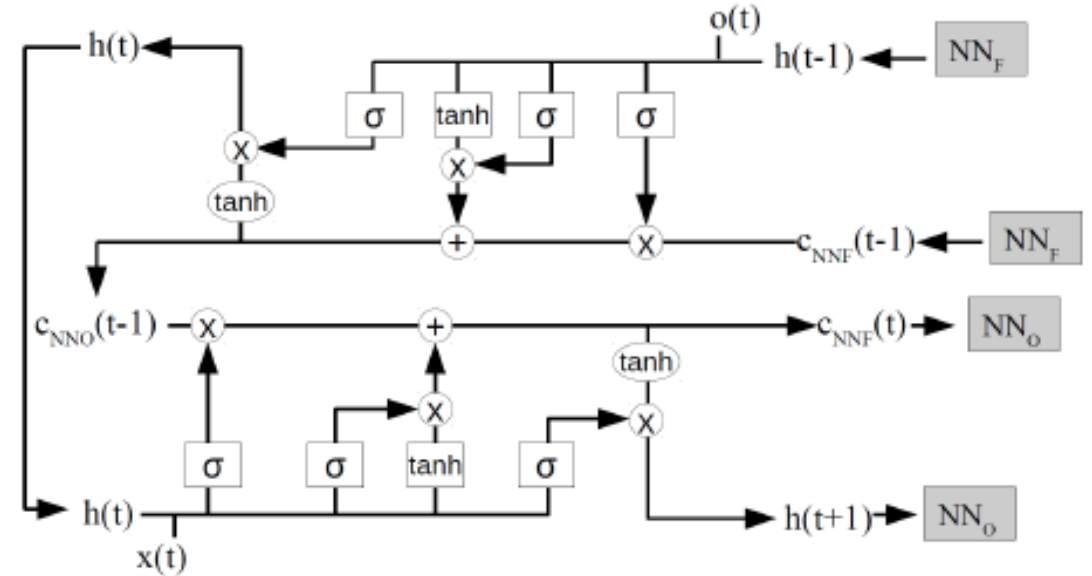 o(t)
h(t) h(t-1) NN_F
σ tanh σ σ
x x
tanh
+ x c_NNF(t-1) NN_F
c_NNO(t-1) x + c_NNF(t) NN_O
tanh
x x
σ σ tanh σ
h(t) h(t+1) NN_O
x(t)